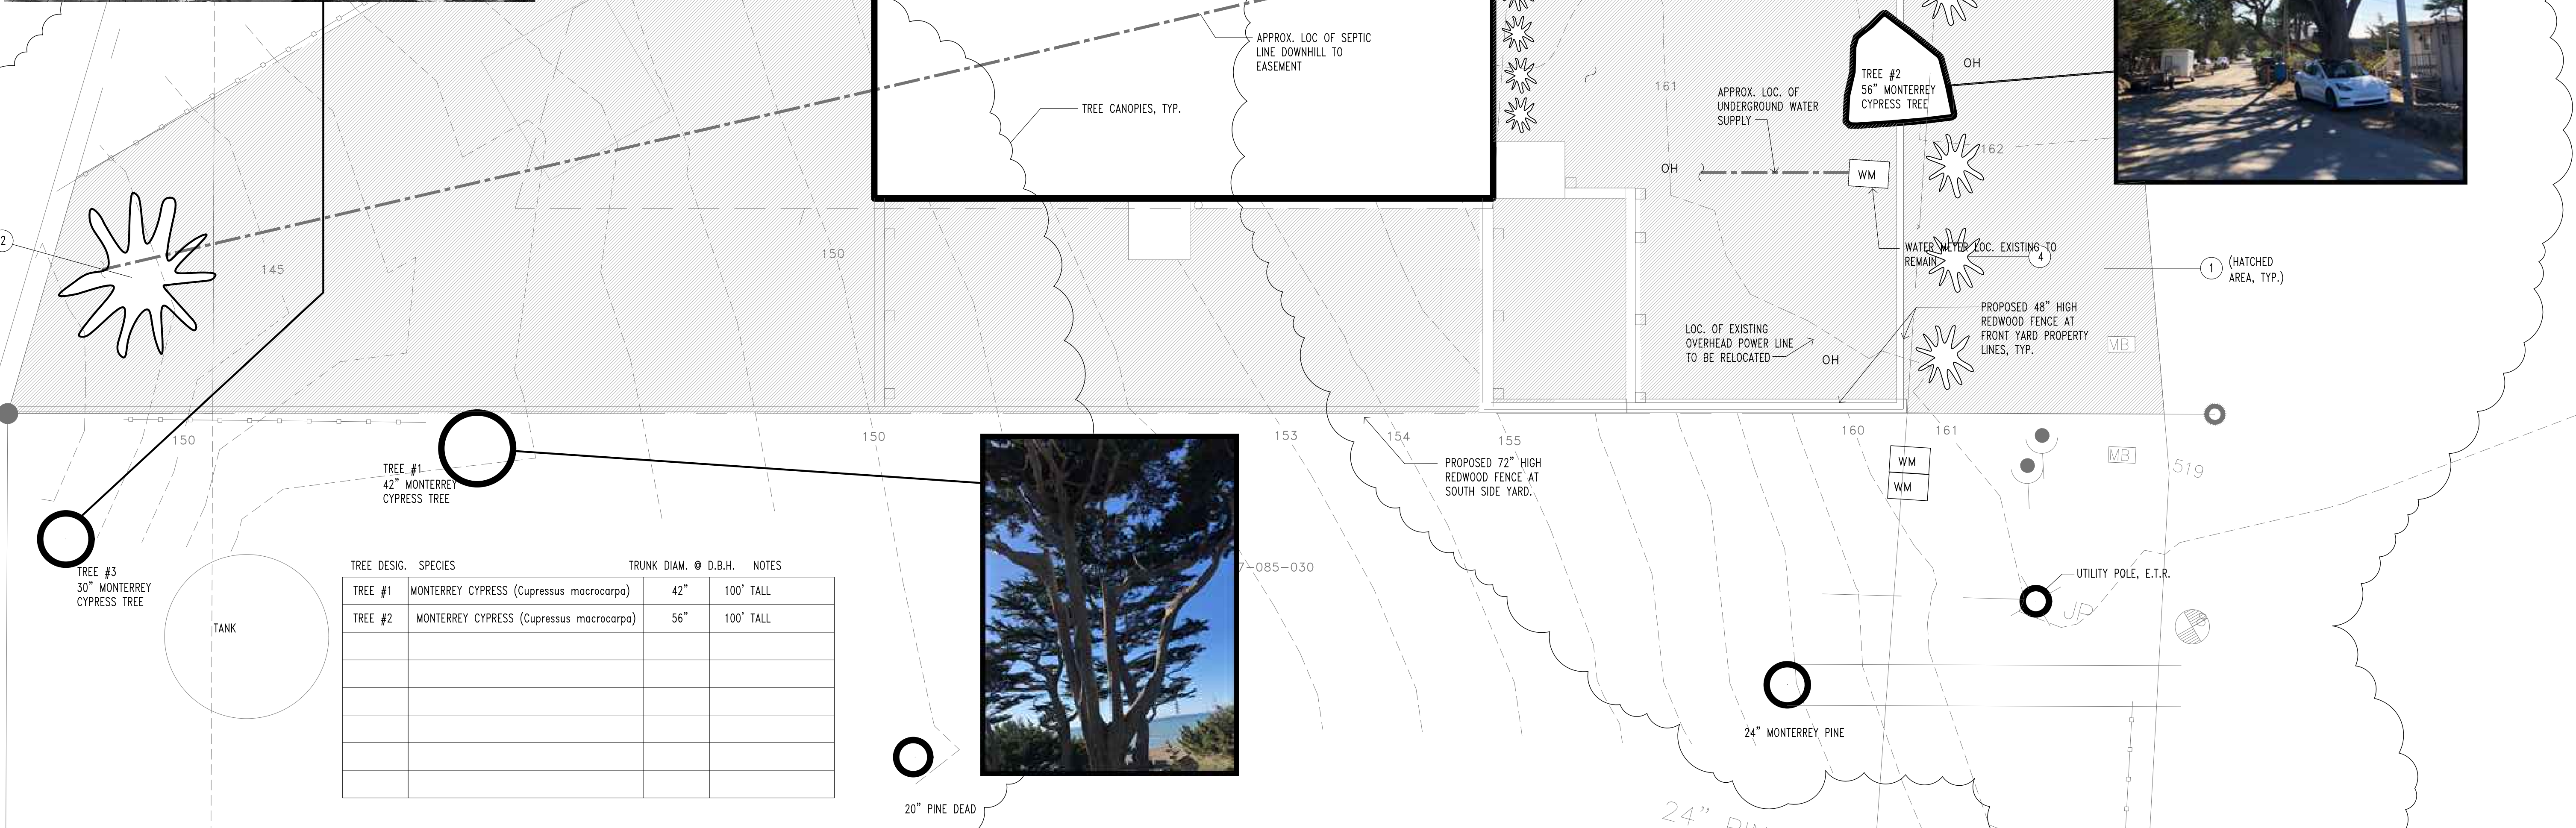 APPROX. LOC OF SEPTIC
LINE DOWNHILL TO
EASEMENT
TREE CANOPIES, TYP.
161
APPROX. LOC. OF
UNDERGROUND WATER
SUPPLY
TREE #2
56" MONTERREY
CYPRESS TREE
OH
162
OH
WM
2
145
150
WATER METER LOC. EXISTING TO
REMAIN
4
1
(HATCHED
AREA, TYP.)
PROPOSED 48" HIGH
REDWOOD FENCE AT
FRONT YARD PROPERTY
LINES, TYP.
LOC. OF EXISTING
OVERHEAD POWER LINE
TO BE RELOCATED
OH
MB
150
150
153
154
155
160
161
TREE #1
42" MONTERREY
CYPRESS TREE
PROPOSED 72" HIGH
REDWOOD FENCE AT
SOUTH SIDE YARD.
WM
WM
MB
519
TREE #3
30" MONTERREY
CYPRESS TREE
TANK
TREE DESIG. SPECIES TRUNK DIAM. @ D.B.H. NOTES
TREE #1 MONTERREY CYPRESS (Cupressus macrocarpa) 42" 100' TALL
TREE #2 MONTERREY CYPRESS (Cupressus macrocarpa) 56" 100' TALL
7-085-030
UTILITY POLE, E.T.R.
JP
24" MONTERREY PINE
20" PINE DEAD
24"